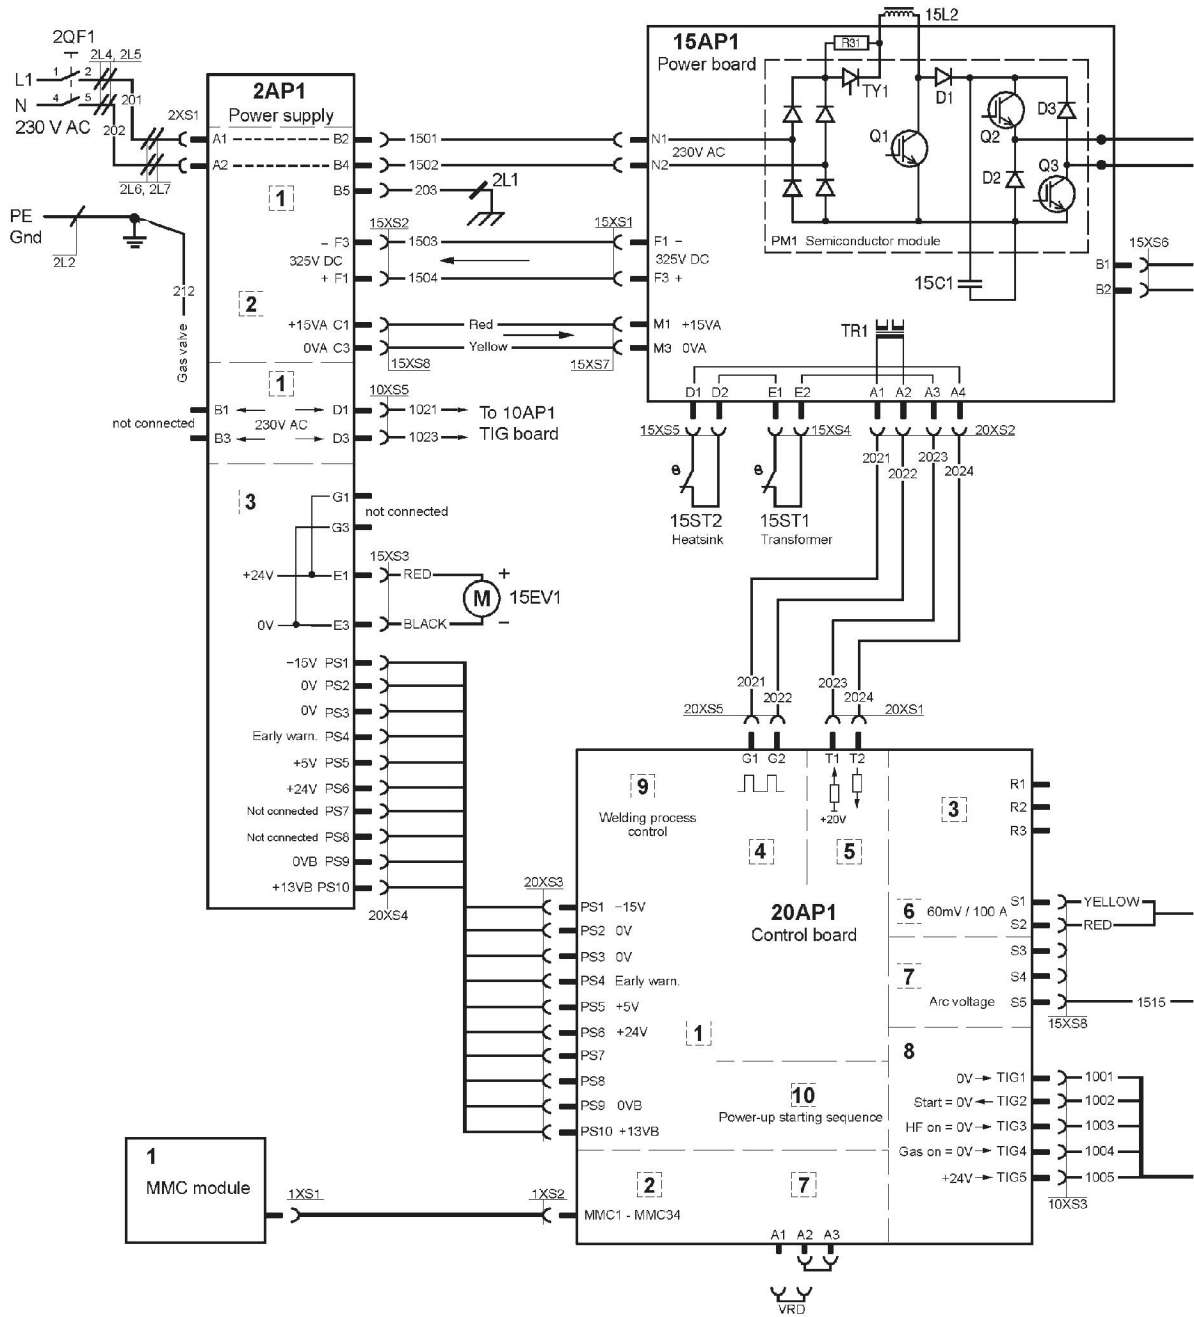 2QF1
2L4, 2L5
L1 1 2
N 4 5
230 V AC
201
202
2XS1
2L6, 2L7
PE
Gnd
2L2
212
Gas valve
2AP1
Power supply
A1 B2 1501
A2 B4 1502
B5 203 2L1
1
15XS2
15XS1
− F3 1503
325V DC
+ F1 1504
2
+15VA C1 Red
0VA C3 Yellow
15XS8
15XS7
1
10XS5
not connected
B1 D1 1021
230V AC
B3 D3 1023
To 10AP1
TIG board
3
G1
not connected
G3
15XS3
+24V E1 RED
+
M 15EV1
−
0V E3 BLACK
−15V PS1
0V PS2
0V PS3
Early warn. PS4
+5V PS5
+24V PS6
Not connected PS7
Not connected PS8
0VB PS9
+13VB PS10
20XS4
15L2
15AP1
Power board
R31
TY1
D1
Q1
Q2
D3
D2
Q3
N1
230V AC
N2
PM1 Semiconductor module
F1 −
325V DC
F3 +
15C1
15XS6
B1
B2
M1 +15VA
M3 0VA
TR1
D1 D2 E1 E2 A1 A2 A3 A4
15XS5
15XS4
20XS2
2021
2022
2023
2024
θ
θ
15ST2
Heatsink
15ST1
Transformer
2021
2022
2023
2024
20XS5
20XS1
G1 G2 T1 T2
+20V
9
Welding process
control
4
5
3
R1
R2
R3
20AP1
Control board
6 60mV / 100 A
S1 YELLOW
S2 RED
S3
7
S4
Arc voltage S5 1515
15XS8
20XS3
PS1 −15V
PS2 0V
PS3 0V
PS4 Early warn.
PS5 +5V
PS6 +24V
PS7
PS8
PS9 0VB
PS10 +13VB
1
8
0V TIG1 1001
Start = 0V TIG2 1002
HF on = 0V TIG3 1003
Gas on = 0V TIG4 1004
+24V TIG5 1005
10XS3
10
Power-up starting sequence
1
MMC module
1XS1
1XS2
2
7
MMC1 - MMC34
A1 A2 A3
VRD